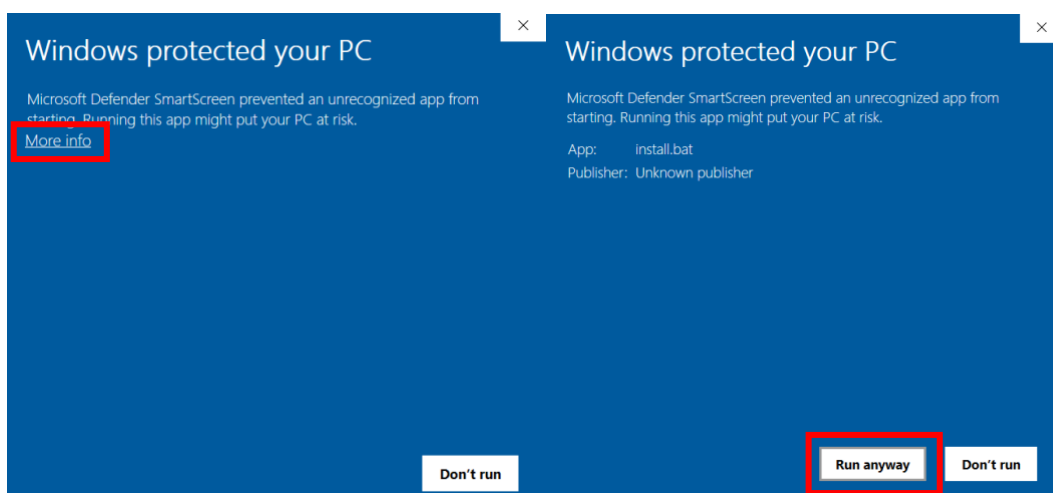 Windows protected your PC
Microsoft Defender SmartScreen prevented an unrecognized app from
starting. Running this app might put your PC at risk.
More info
Don't run
Windows protected your PC
Microsoft Defender SmartScreen prevented an unrecognized app from
starting. Running this app might put your PC at risk.
App: install.bat
Publisher: Unknown publisher
Run anyway
Don't run